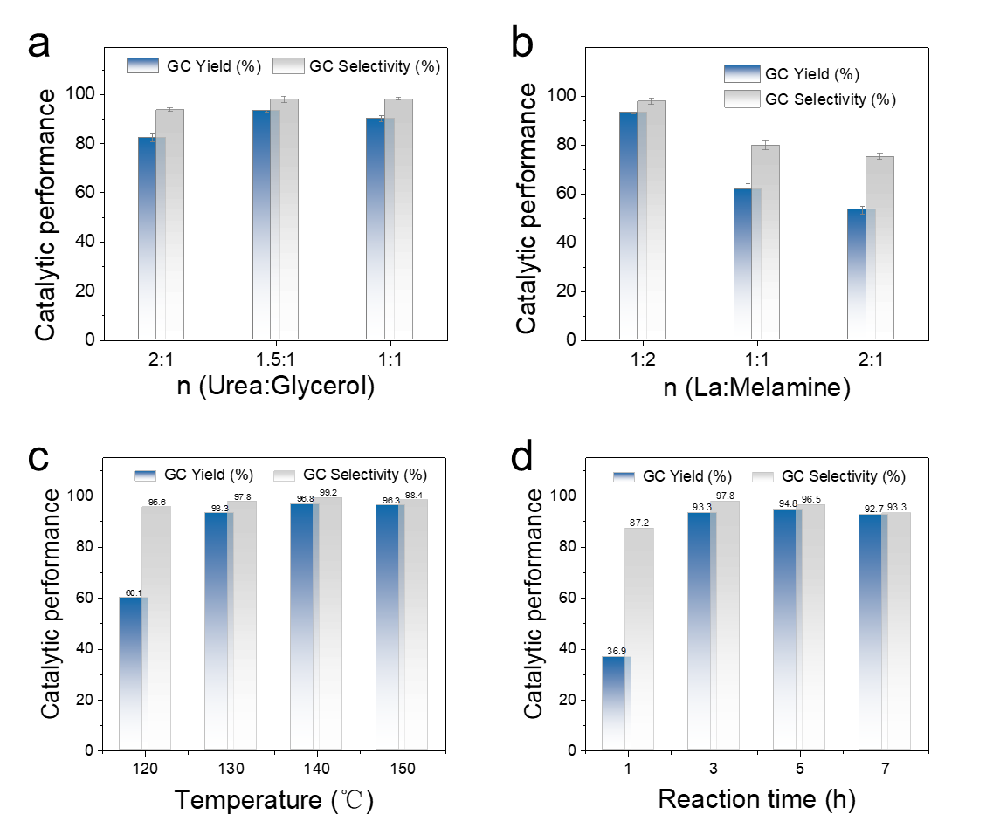 a
GC Yield (%) GC Selectivity (%)
Catalytic performance
100
80
60
40
20
0
2:1 1.5:1 1:1
n (Urea:Glycerol)
b
GC Yield (%)
GC Selectivity (%)
Catalytic performance
100
80
60
40
20
0
1:2 1:1 2:1
n (La:Melamine)
c
GC Yield (%) GC Selectivity (%)
Catalytic performance
100
80
60
40
20
0
60.1 95.6 93.3 97.8 96.8 99.2 96.3 98.4
120 130 140 150
Temperature (℃)
d
GC Yield (%) GC Selectivity (%)
Catalytic performance
100
80
60
40
20
0
36.9 87.2 93.3 97.8 94.8 96.5 92.7 93.3
1 3 5 7
Reaction time (h)